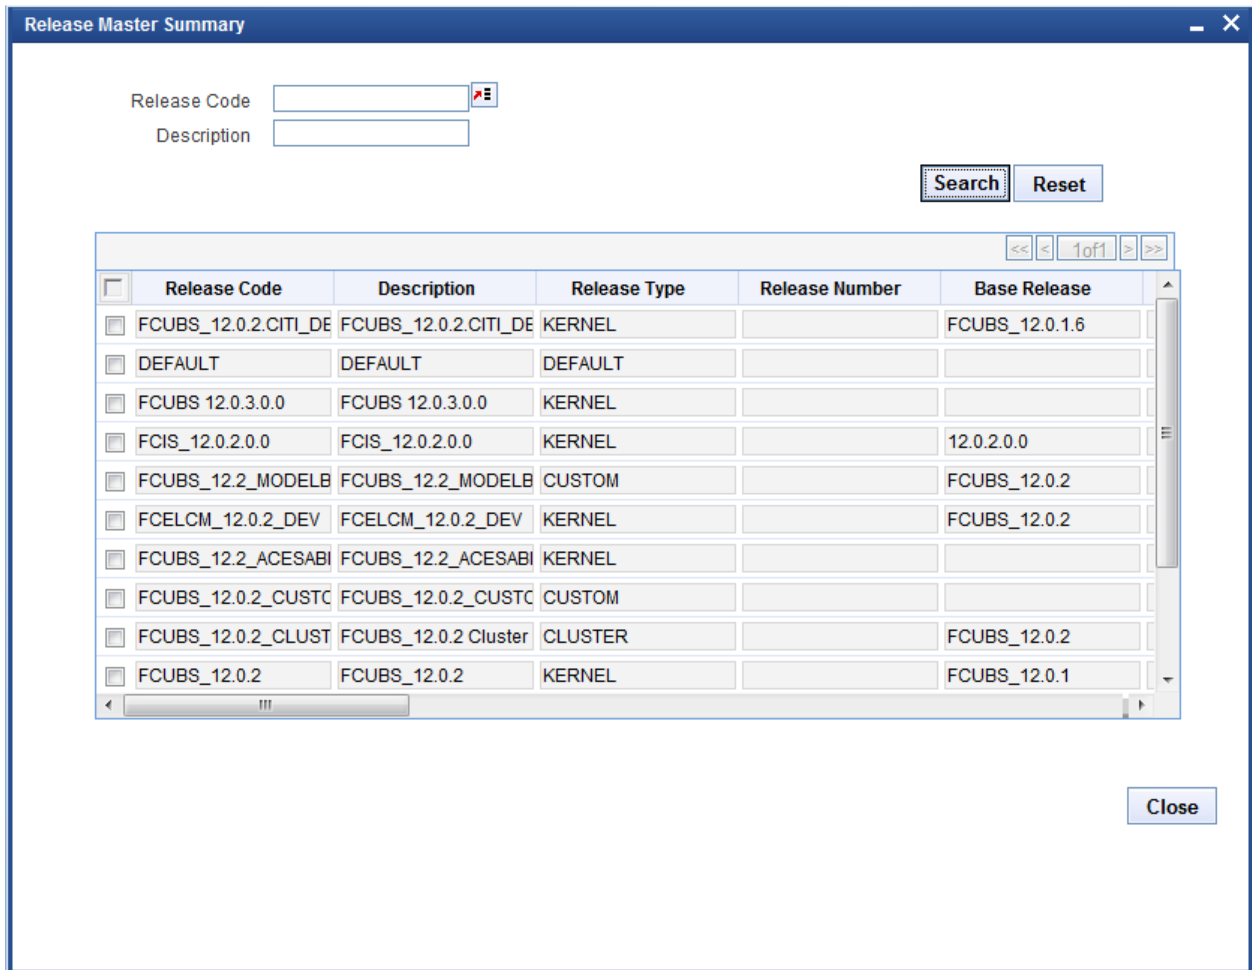 Release Master Summary
Release Code
Description
Search Reset
<< < 1of1 > >>
Release Code Description Release Type Release Number Base Release
FCUBS_12.0.2.CITI_DE FCUBS_12.0.2.CITI_DE KERNEL FCUBS_12.0.1.6
DEFAULT DEFAULT DEFAULT
FCUBS 12.0.3.0.0 FCUBS 12.0.3.0.0 KERNEL
FCIS_12.0.2.0.0 FCIS_12.0.2.0.0 KERNEL 12.0.2.0.0
FCUBS_12.2_MODELB FCUBS_12.2_MODELB CUSTOM FCUBS_12.0.2
FCELCM_12.0.2_DEV FCELCM_12.0.2_DEV KERNEL FCUBS_12.0.2
FCUBS_12.2_ACESABI FCUBS_12.2_ACESABI KERNEL
FCUBS_12.0.2_CUSTC FCUBS_12.0.2_CUSTC CUSTOM
FCUBS_12.0.2_CLUST FCUBS_12.0.2 Cluster CLUSTER FCUBS_12.0.2
FCUBS_12.0.2 FCUBS_12.0.2 KERNEL FCUBS_12.0.1
Close